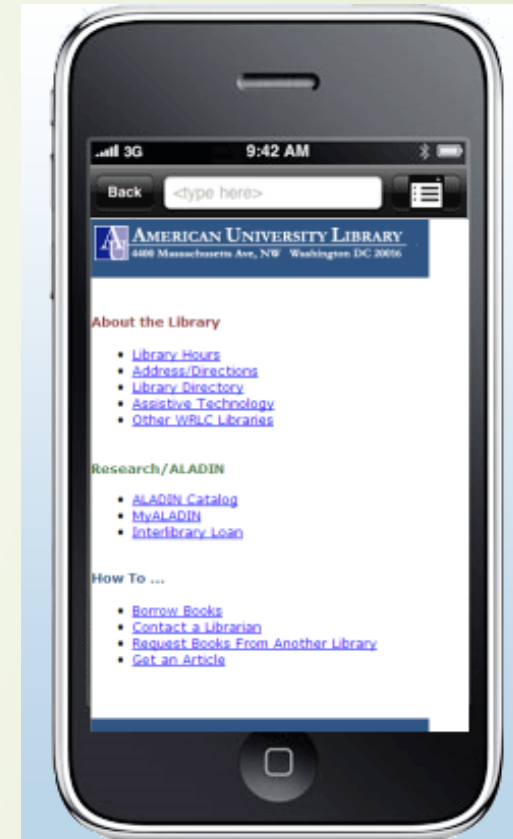 3G 9:42 AM
Back <type here>
AU AMERICAN UNIVERSITY LIBRARY
4400 Massachusetts Ave, NW Washington DC 20016
About the Library
• Library Hours
• Address/Directions
• Library Directory
• Assistive Technology
• Other WRLC Libraries
Research/ALADIN
• ALADIN Catalog
• MyALADIN
• Interlibrary Loan
How To ...
• Borrow Books
• Contact a Librarian
• Request Books From Another Library
• Get an Article